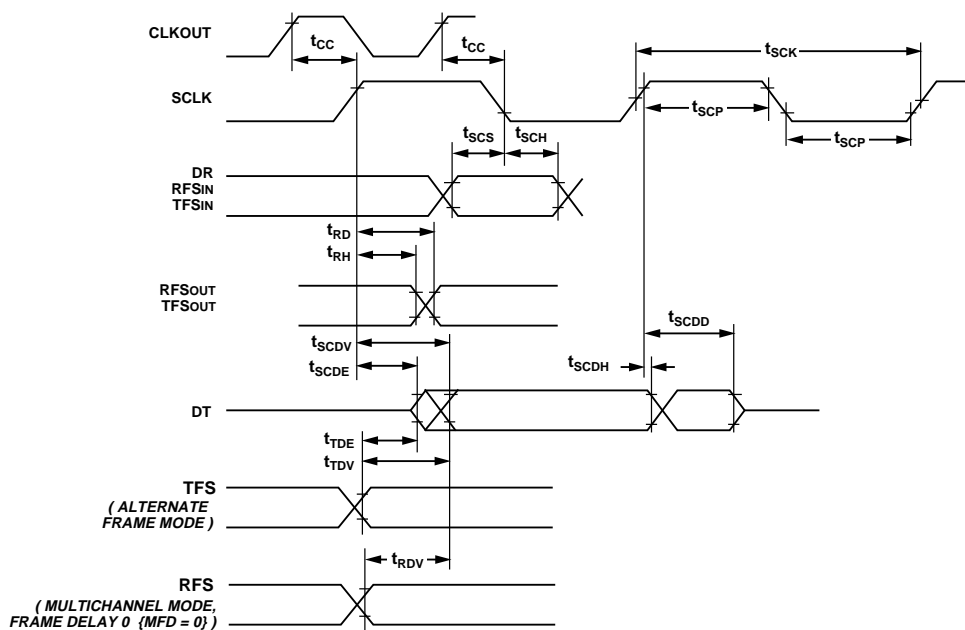 CLKOUT
tCC
tCC
tSCK
SCLK
tSCP
tSCP
tSCS
tSCH
DR
RFSIN
TFSIN
tRD
tRH
RFSOUT
TFSOUT
tSCDV
tSCDE
tSCDD
tSCDH
DT
tTDE
tTDV
TFS
( ALTERNATE
FRAME MODE )
tRDV
RFS
( MULTICHANNEL MODE,
FRAME DELAY 0 {MFD = 0} )